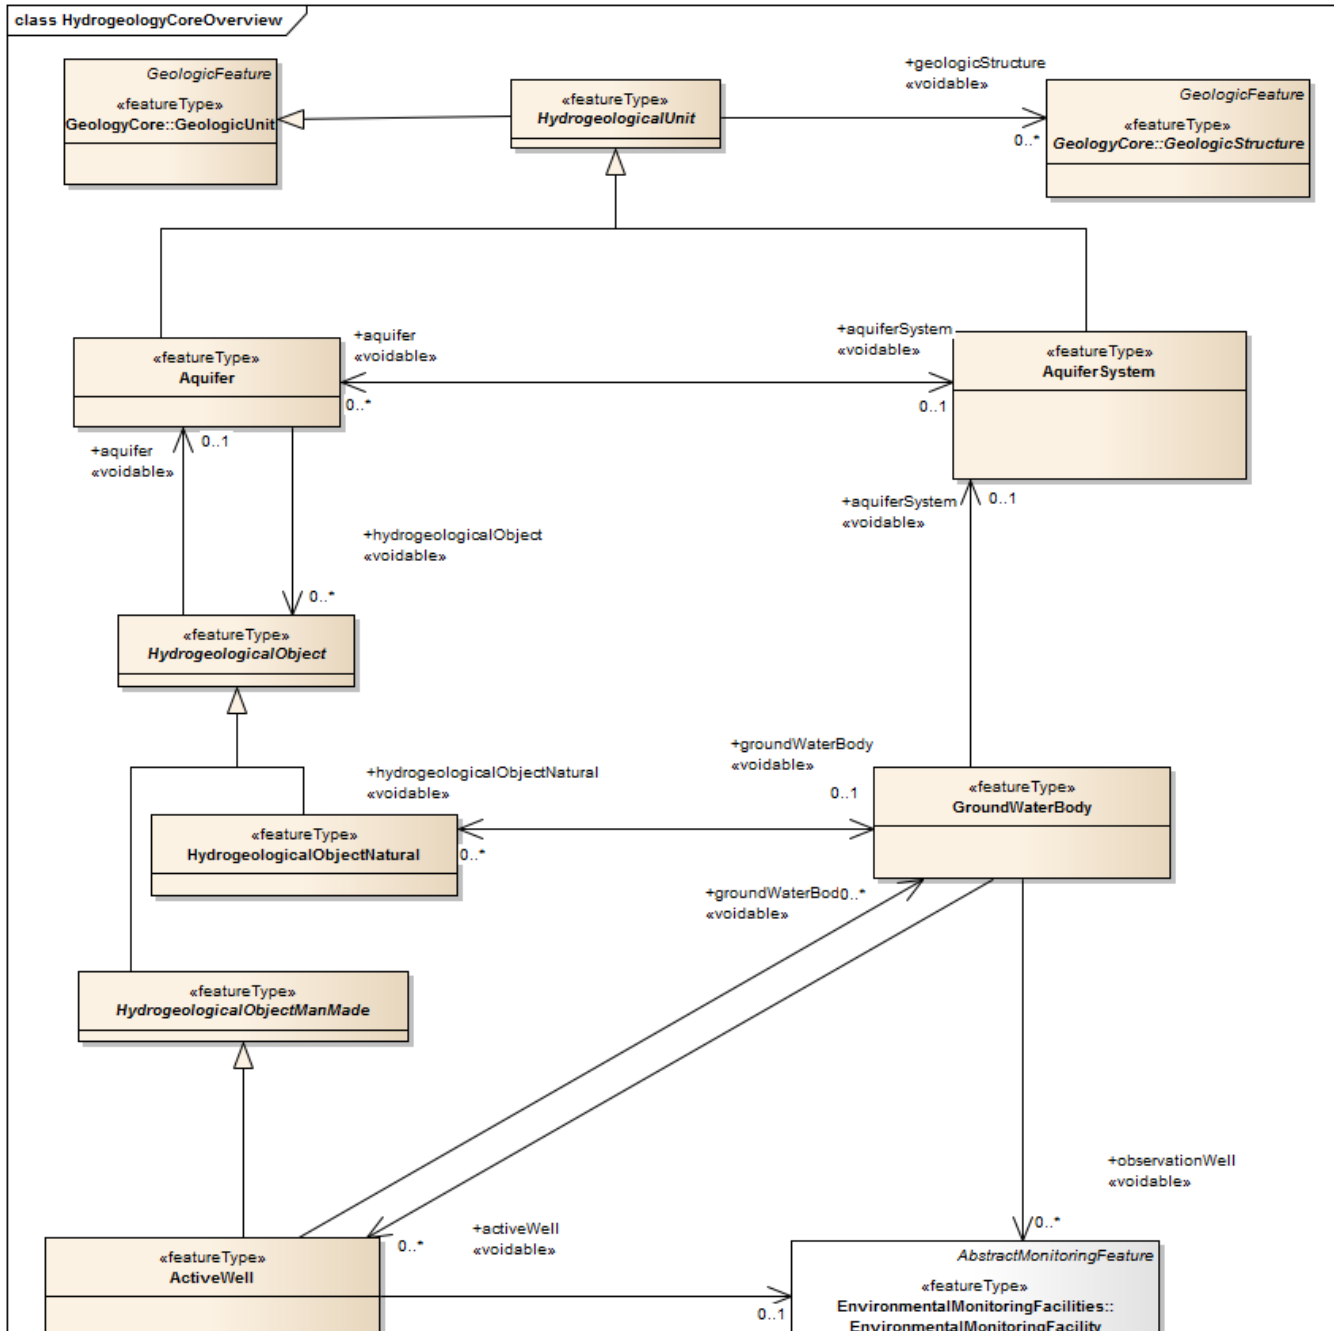 class HydrogeologyCoreOverview
GeologicFeature
«featureType»
GeologyCore::GeologicUnit
«featureType»
HydrogeologicalUnit
+geologicStructure
«voidable»
0..*
GeologicFeature
«featureType»
GeologyCore::GeologicStructure
«featureType»
Aquifer
+aquifer
«voidable»
0..*
+aquiferSystem
«voidable»
0..1
«featureType»
AquiferSystem
+aquifer
«voidable»
0..1
+hydrogeologicalObject
«voidable»
0..*
+aquiferSystem
«voidable»
0..1
«featureType»
HydrogeologicalObject
+hydrogeologicalObjectNatural
«voidable»
0..*
+groundWaterBody
«voidable»
0..1
«featureType»
GroundWaterBody
«featureType»
HydrogeologicalObjectNatural
+groundWaterBod0..*
«voidable»
«featureType»
HydrogeologicalObjectManMade
+observationWell
«voidable»
0..*
+activeWell
«voidable»
0..*
«featureType»
ActiveWell
0..1
AbstractMonitoringFeature
«featureType»
EnvironmentalMonitoringFacilities::
EnvironmentalMonitoringFacility